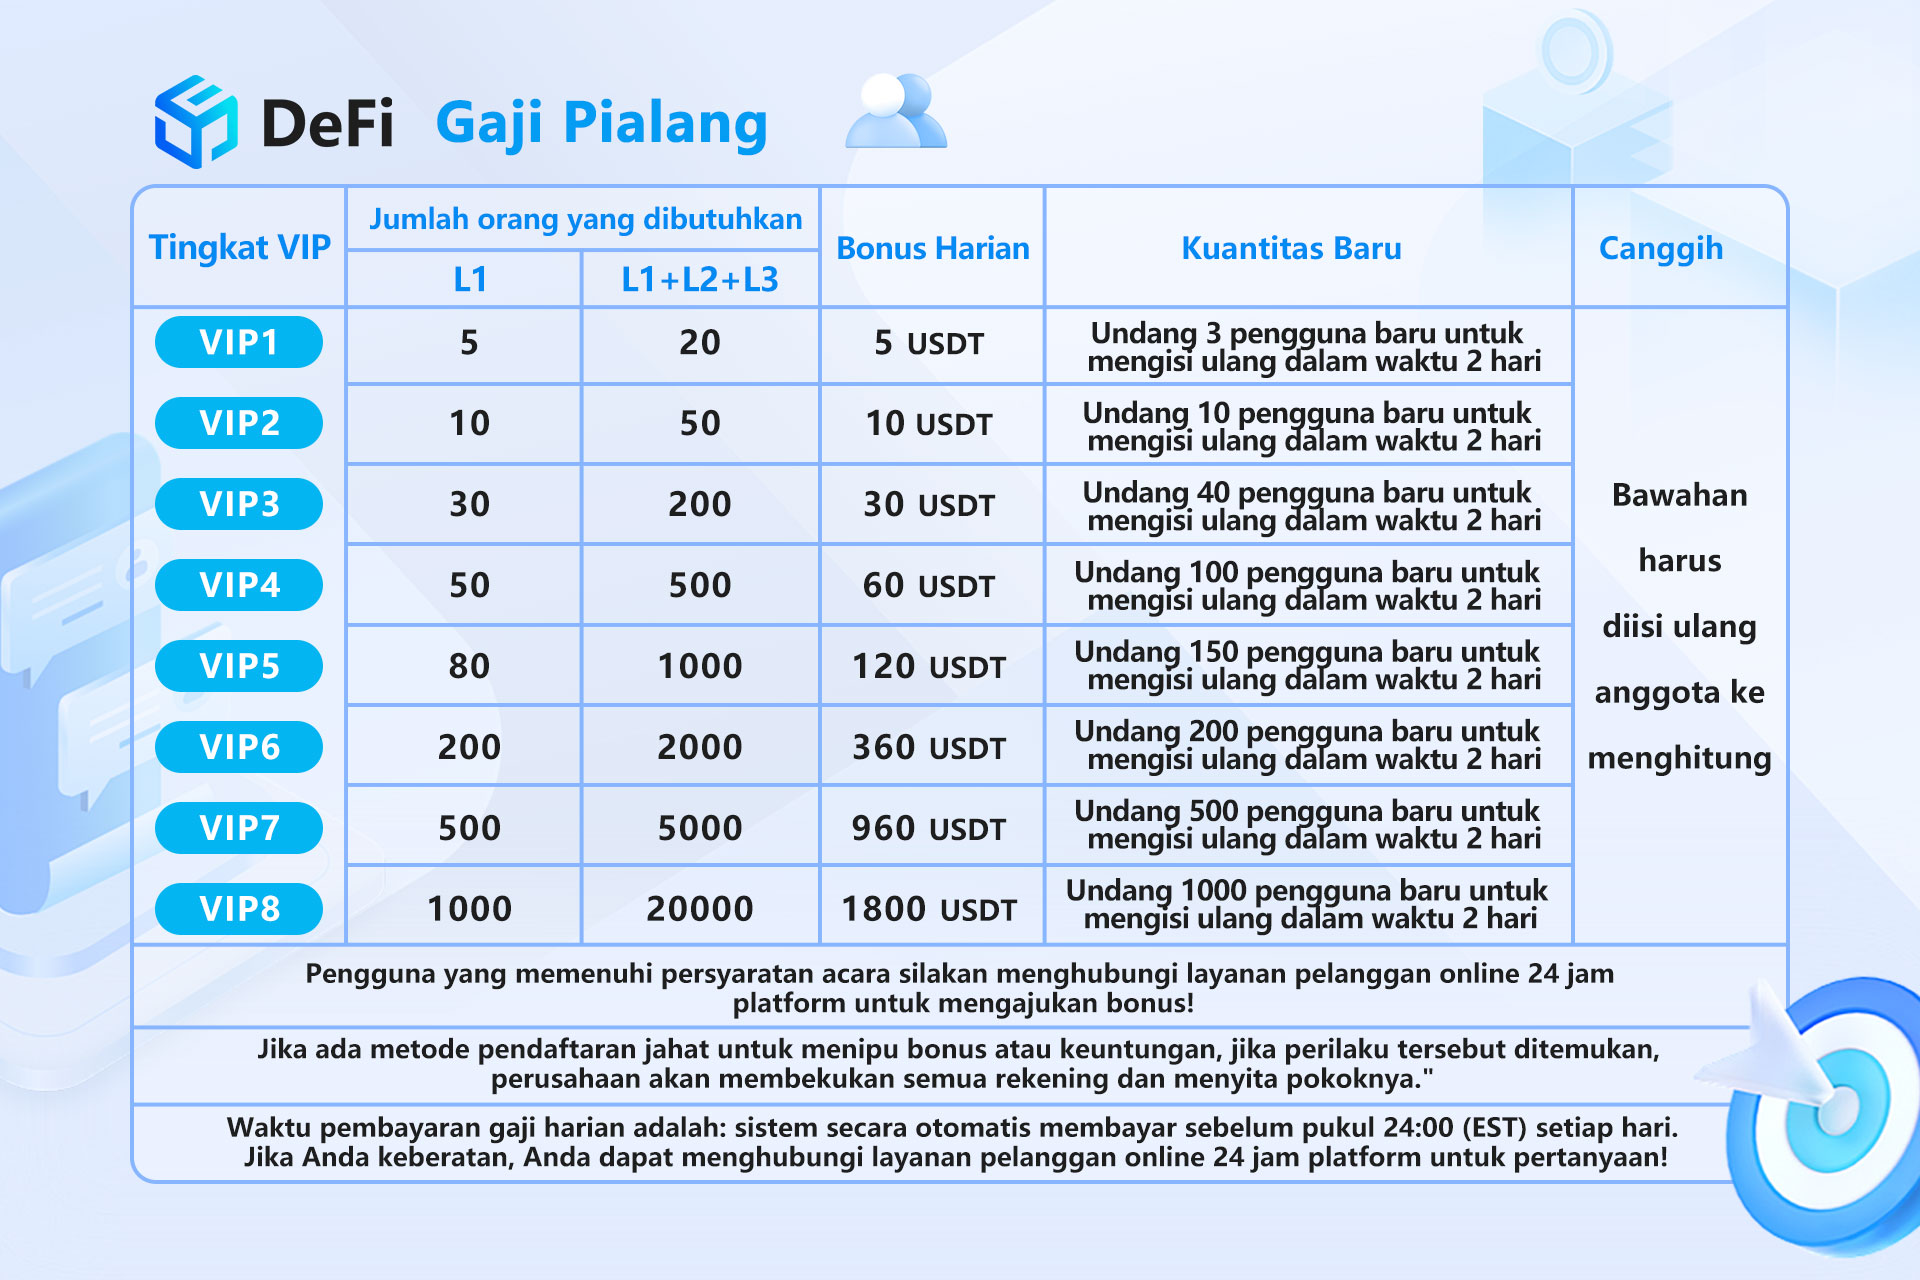 DeFi Gaji Pialang
Tingkat VIP
Jumlah orang yang dibutuhkan
L1
L1+L2+L3
Bonus Harian
Kuantitas Baru
Canggih
VIP1
5
20
5 USDT
Undang 3 pengguna baru untuk
mengisi ulang dalam waktu 2 hari
VIP2
10
50
10 USDT
Undang 10 pengguna baru untuk
mengisi ulang dalam waktu 2 hari
VIP3
30
200
30 USDT
Undang 40 pengguna baru untuk
mengisi ulang dalam waktu 2 hari
VIP4
50
500
60 USDT
Undang 100 pengguna baru untuk
mengisi ulang dalam waktu 2 hari
VIP5
80
1000
120 USDT
Undang 150 pengguna baru untuk
mengisi ulang dalam waktu 2 hari
VIP6
200
2000
360 USDT
Undang 200 pengguna baru untuk
mengisi ulang dalam waktu 2 hari
VIP7
500
5000
960 USDT
Undang 500 pengguna baru untuk
mengisi ulang dalam waktu 2 hari
VIP8
1000
20000
1800 USDT
Undang 1000 pengguna baru untuk
mengisi ulang dalam waktu 2 hari
Bawahan
harus
diisi ulang
anggota ke
menghitung
Pengguna yang memenuhi persyaratan acara silakan menghubungi layanan pelanggan online 24 jam
platform untuk mengajukan bonus!
Jika ada metode pendaftaran jahat untuk menipu bonus atau keuntungan, jika perilaku tersebut ditemukan,
perusahaan akan membekukan semua rekening dan menyita pokoknya."
Waktu pembayaran gaji harian adalah: sistem secara otomatis membayar sebelum pukul 24:00 (EST) setiap hari.
Jika Anda keberatan, Anda dapat menghubungi layanan pelanggan online 24 jam platform untuk pertanyaan!